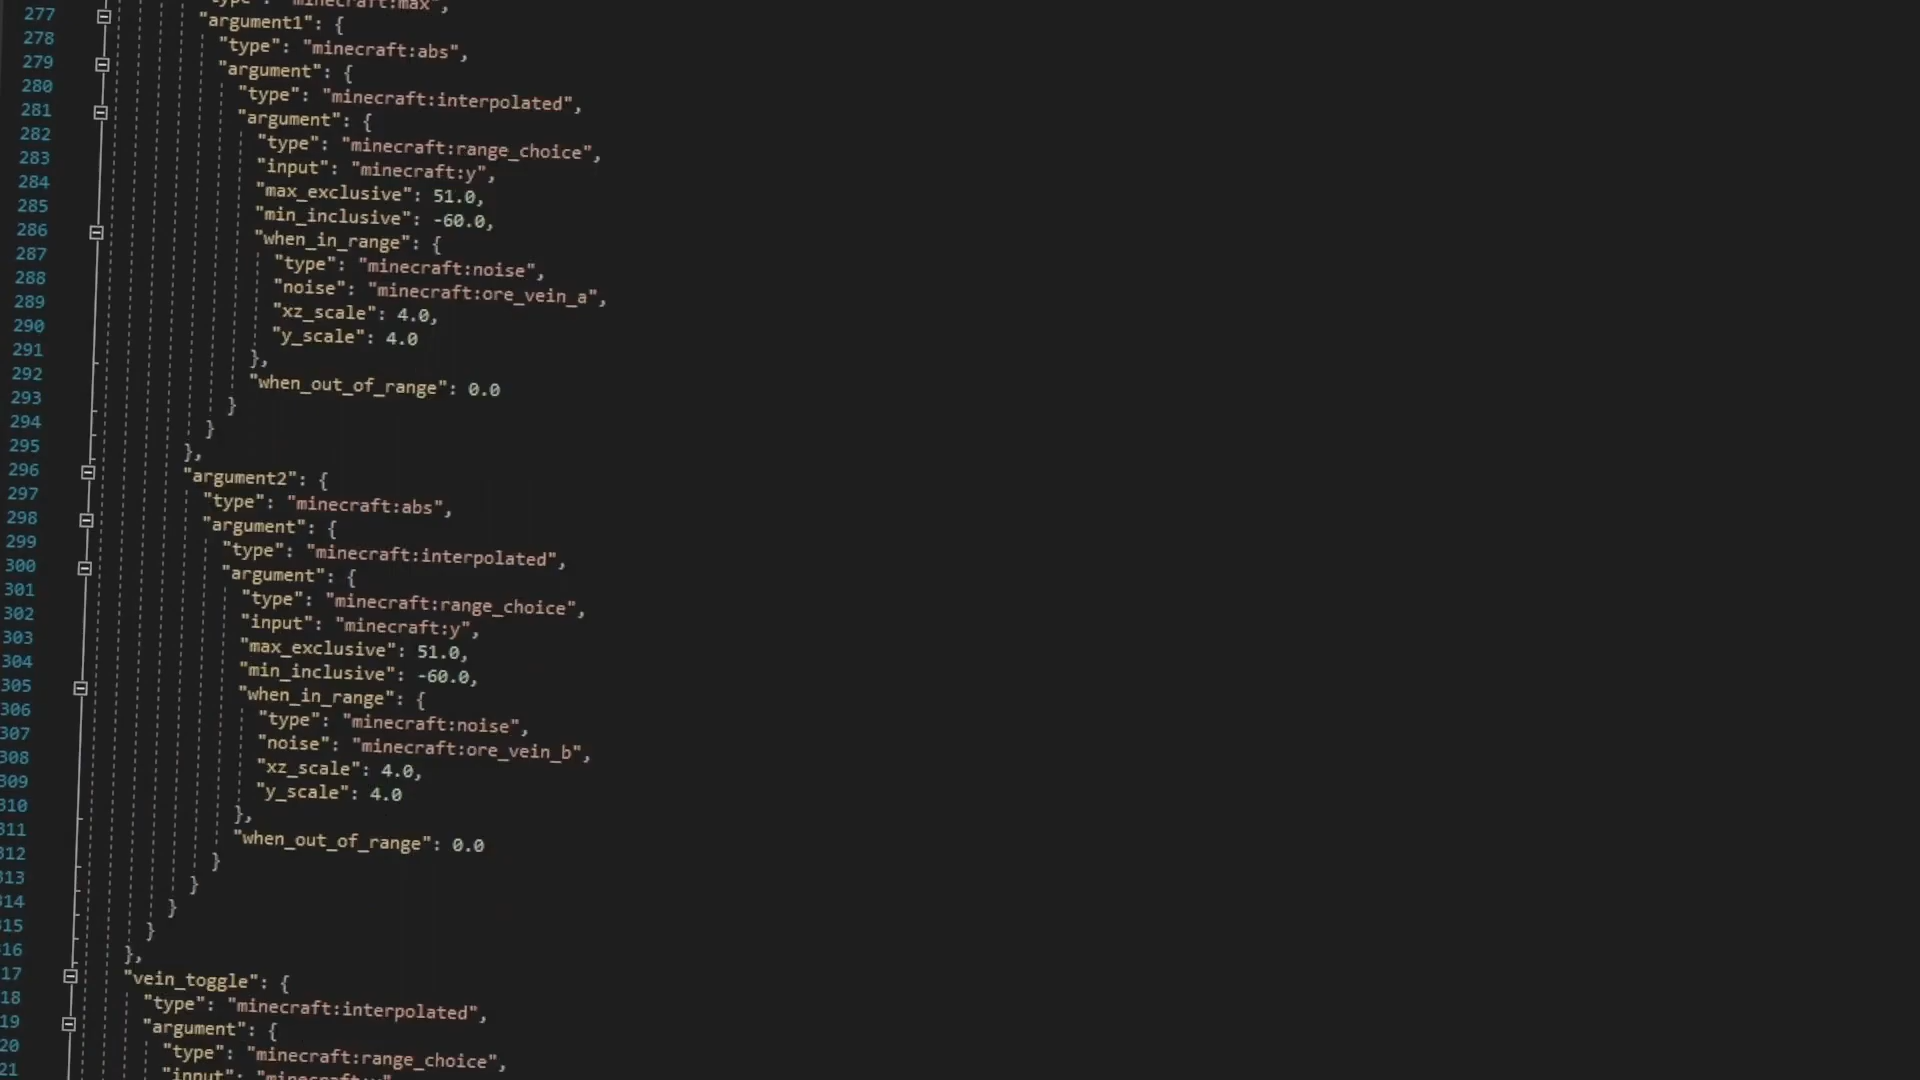 277 "type": "minecraft:max",
278 "argument1": {
279 "type": "minecraft:abs",
280 "argument": {
281 "type": "minecraft:interpolated",
282 "argument": {
283 "type": "minecraft:range_choice",
284 "input": "minecraft:y",
285 "max_exclusive": 51.0,
286 "min_inclusive": -60.0,
287 "when_in_range": {
288 "type": "minecraft:noise",
289 "noise": "minecraft:ore_vein_a",
290 "xz_scale": 4.0,
291 "y_scale": 4.0
292 },
293 "when_out_of_range": 0.0
294 }
295 }
296 },
297 "argument2": {
298 "type": "minecraft:abs",
299 "argument": {
300 "type": "minecraft:interpolated",
301 "argument": {
302 "type": "minecraft:range_choice",
303 "input": "minecraft:y",
304 "max_exclusive": 51.0,
305 "min_inclusive": -60.0,
306 "when_in_range": {
307 "type": "minecraft:noise",
308 "noise": "minecraft:ore_vein_b",
309 "xz_scale": 4.0,
310 "y_scale": 4.0
311 },
312 "when_out_of_range": 0.0
313 }
314 }
315 }
16 }
17 },
18 "vein_toggle": {
19 "type": "minecraft:interpolated",
20 "argument": {
21 "type": "minecraft:range_choice",
"input": "minecraft:y",